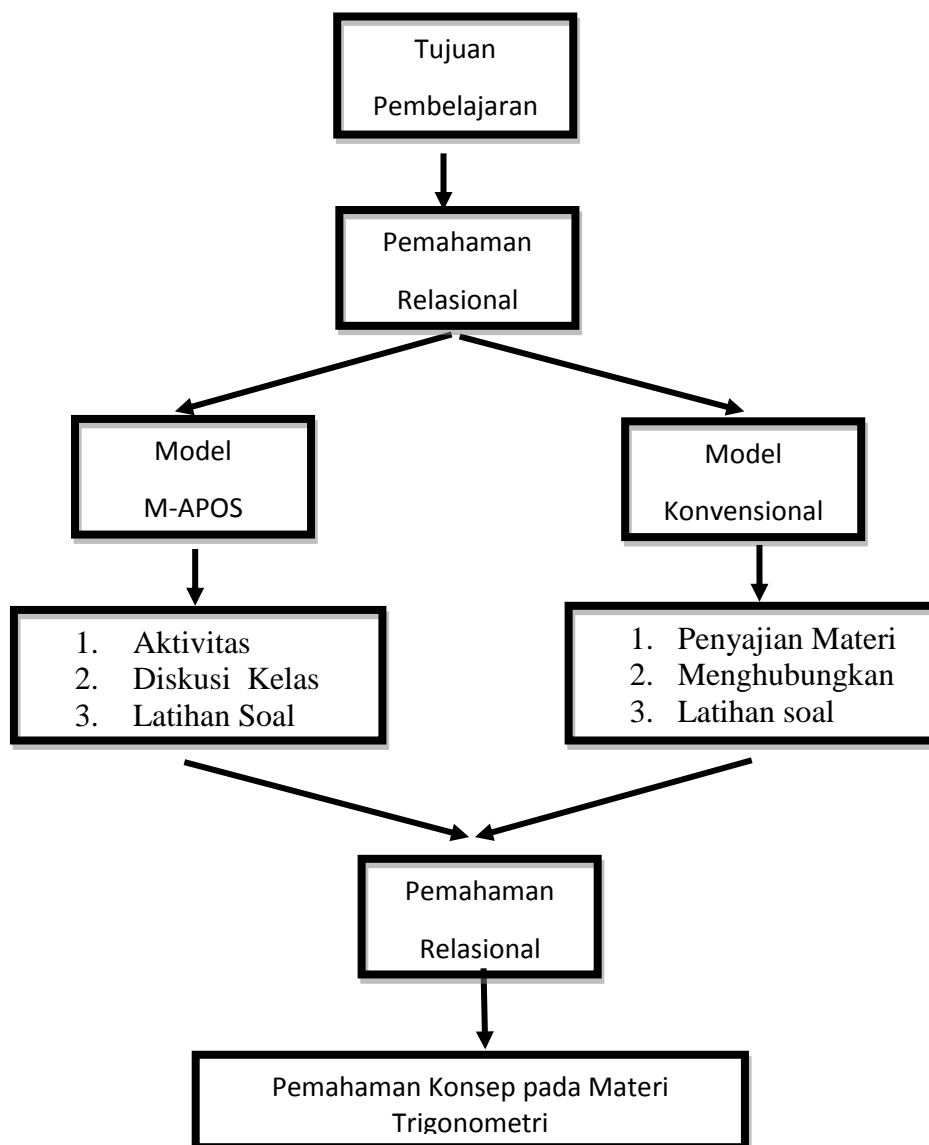 Tujuan
Pembelajaran
Pemahaman
Relasional
Model
M-APOS
Model
Konvensional
1. Aktivitas
2. Diskusi Kelas
3. Latihan Soal
1. Penyajian Materi
2. Menghubungkan
3. Latihan soal
Pemahaman
Relasional
Pemahaman Konsep pada Materi
Trigonometri